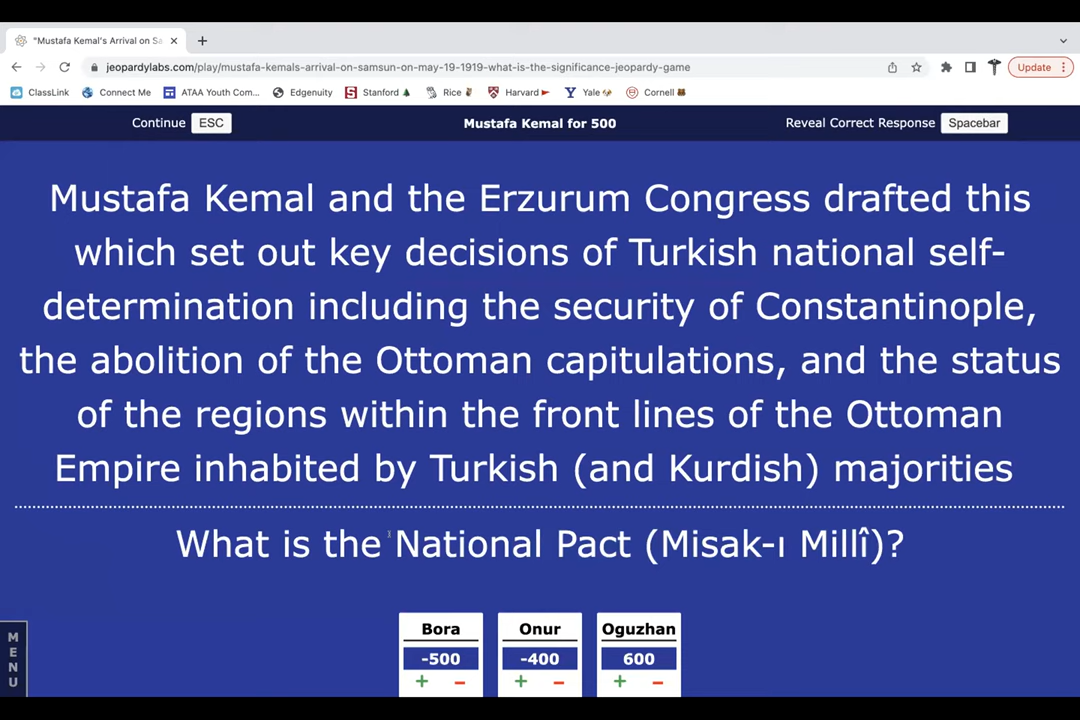 "Mustafa Kemal's Arrival on Sa
jeopardylabs.com/play/mustafa-kemals-arrival-on-samsun-on-may-19-1919-what-is-the-significance-jeopardy-game
Update
ClassLink Connect Me ATAA Youth Com... Edgenuity Stanford Rice Harvard Yale Cornell
Continue ESC Mustafa Kemal for 500 Reveal Correct Response Spacebar
Mustafa Kemal and the Erzurum Congress drafted this
which set out key decisions of Turkish national self-
determination including the security of Constantinople,
the abolition of the Ottoman capitulations, and the status
of the regions within the front lines of the Ottoman
Empire inhabited by Turkish (and Kurdish) majorities
What is the National Pact (Misak-ı Millî)?
MENU
Bora Onur Oguzhan
-500 -400 600
+ − + − + −